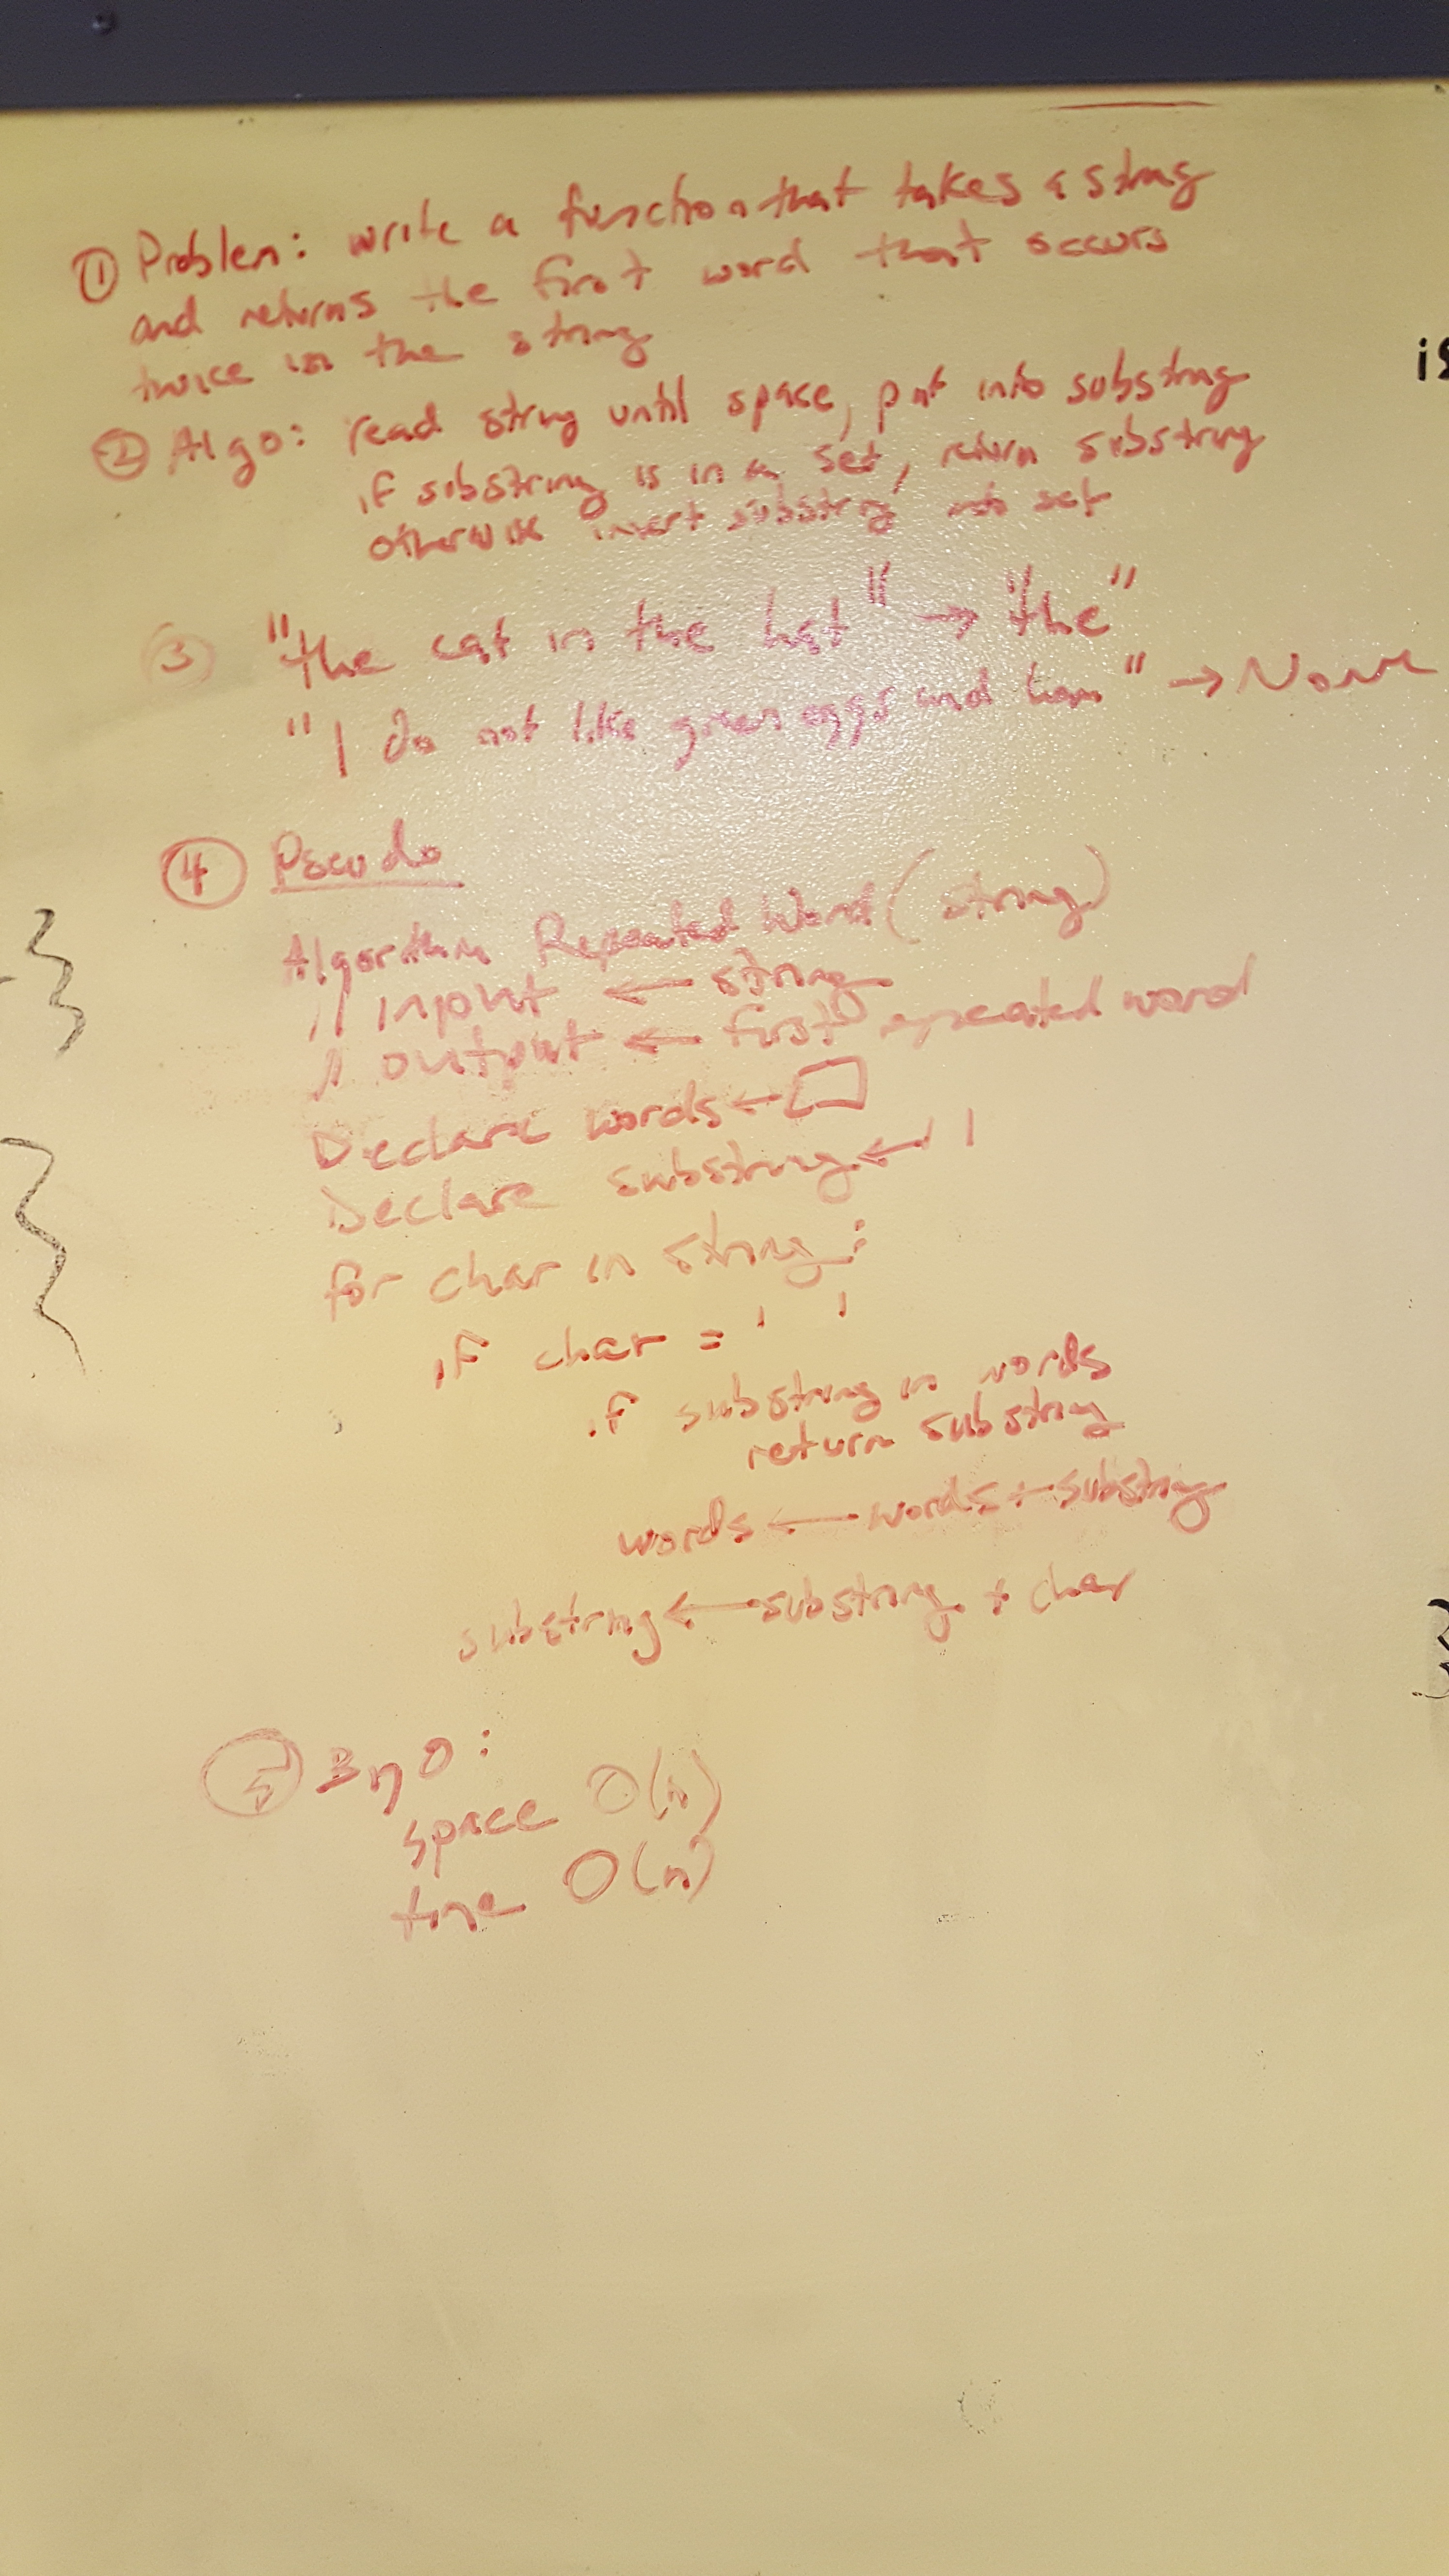 ① Problem: write a function that takes a string
and returns the first word that occurs
twice in the string
② Algo: read string until space, put into substring
if substring is in a set, return substring
otherwise insert substring into set
③ "the cat in the hat" → "the"
"I do not like green eggs and ham" → None
④ Pseudo
Algorithm Repeated Word (string)
// input ← string
// output ← first repeated word
Declare words ← []
Declare substring ← ' '
for char in string:
if char = ' '
if substring in words
return substring
words ← words + substring
substring ← substring + char
⑤ BigO:
space O(n)
time O(n)
is